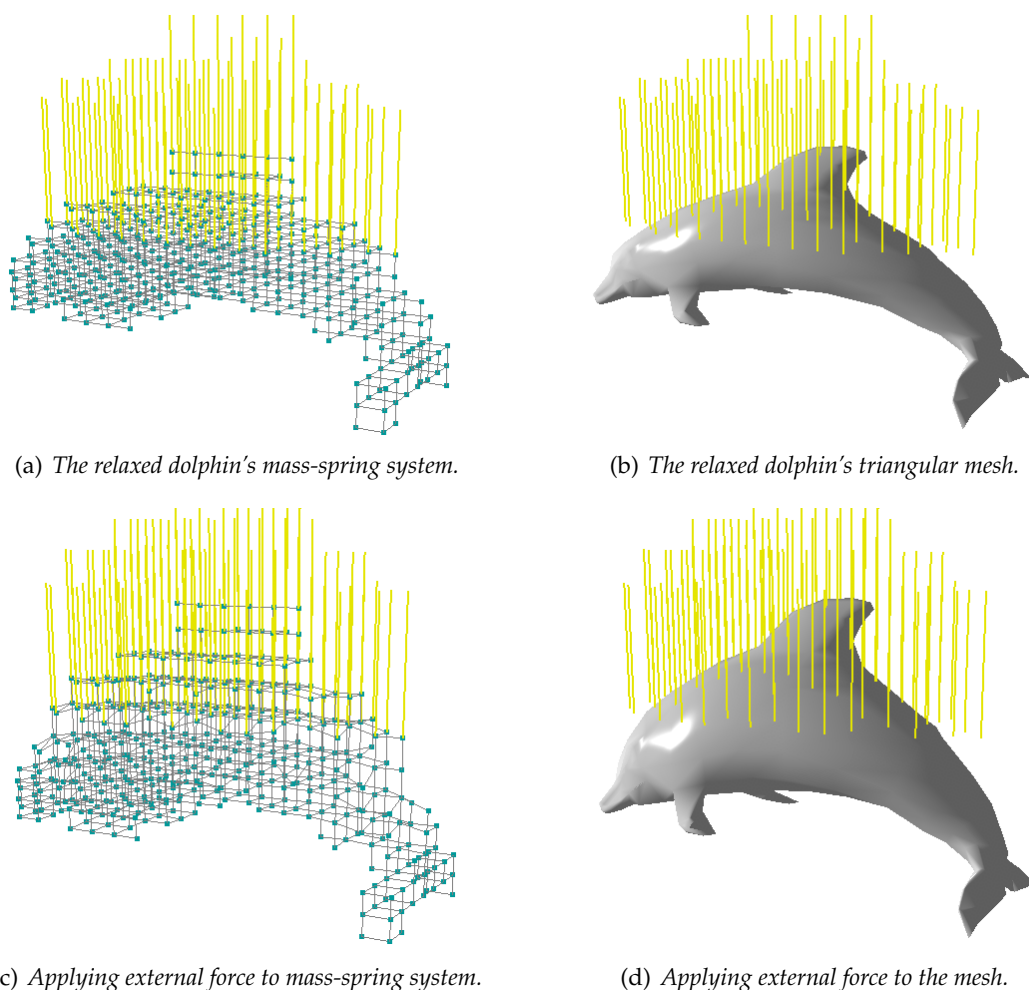 (a) The relaxed dolphin's mass-spring system.
(b) The relaxed dolphin's triangular mesh.
c) Applying external force to mass-spring system.
(d) Applying external force to the mesh.